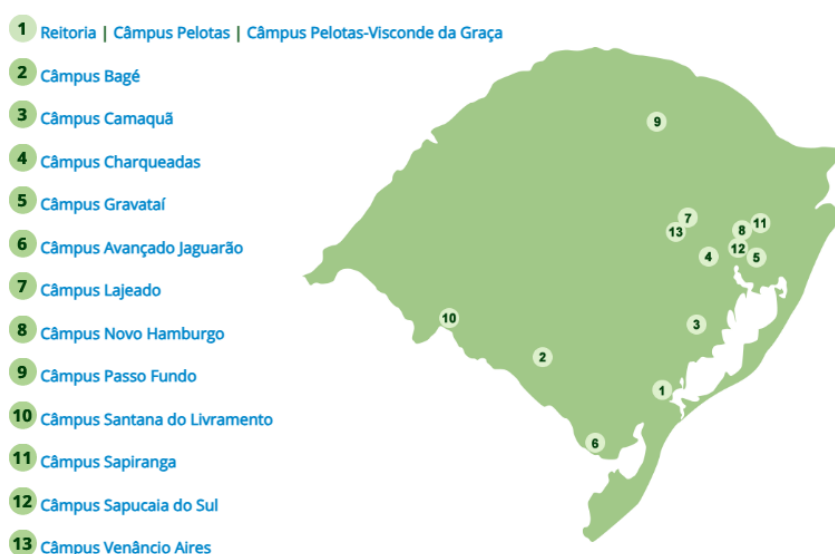 1 Reitoria | Câmpus Pelotas | Câmpus Pelotas-Visconde da Graça
2 Câmpus Bagé
3 Câmpus Camaquã
4 Câmpus Charqueadas
5 Câmpus Gravataí
6 Câmpus Avançado Jaguarão
7 Câmpus Lajeado
8 Câmpus Novo Hamburgo
9 Câmpus Passo Fundo
10 Câmpus Santana do Livramento
11 Câmpus Sapiranga
12 Câmpus Sapucaia do Sul
13 Câmpus Venâncio Aires
9
7
11
13
8
12
4
5
10
3
2
1
6